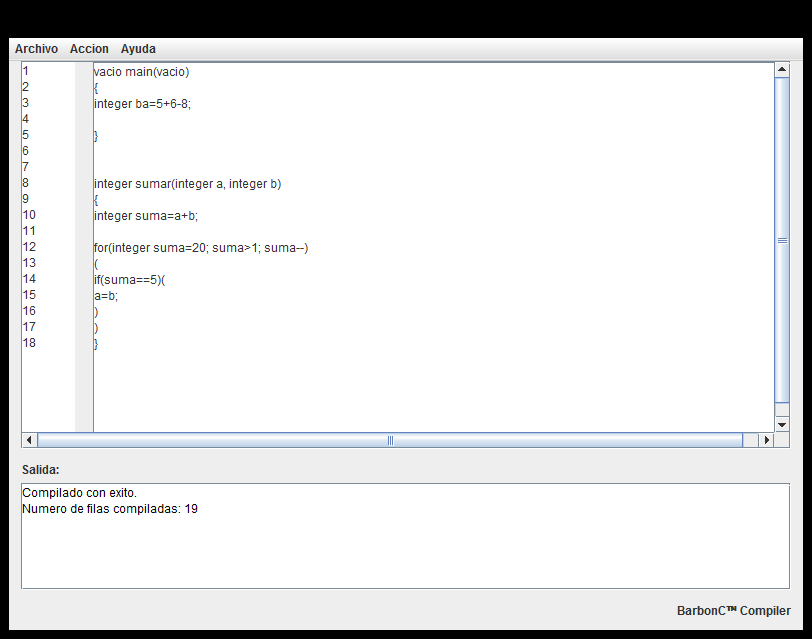 Archivo Accion Ayuda
1 vacio main(vacio)
2 {
3 integer ba=5+6-8;
4
5 }
6
7
8 integer sumar(integer a, integer b)
9 {
10 integer suma=a+b;
11
12 for(integer suma=20; suma>1; suma--)
13 (
14 if(suma==5)(
15 a=b;
16 )
17 )
18 }
Salida:
Compilado con exito.
Numero de filas compiladas: 19
BarbonC™ Compiler